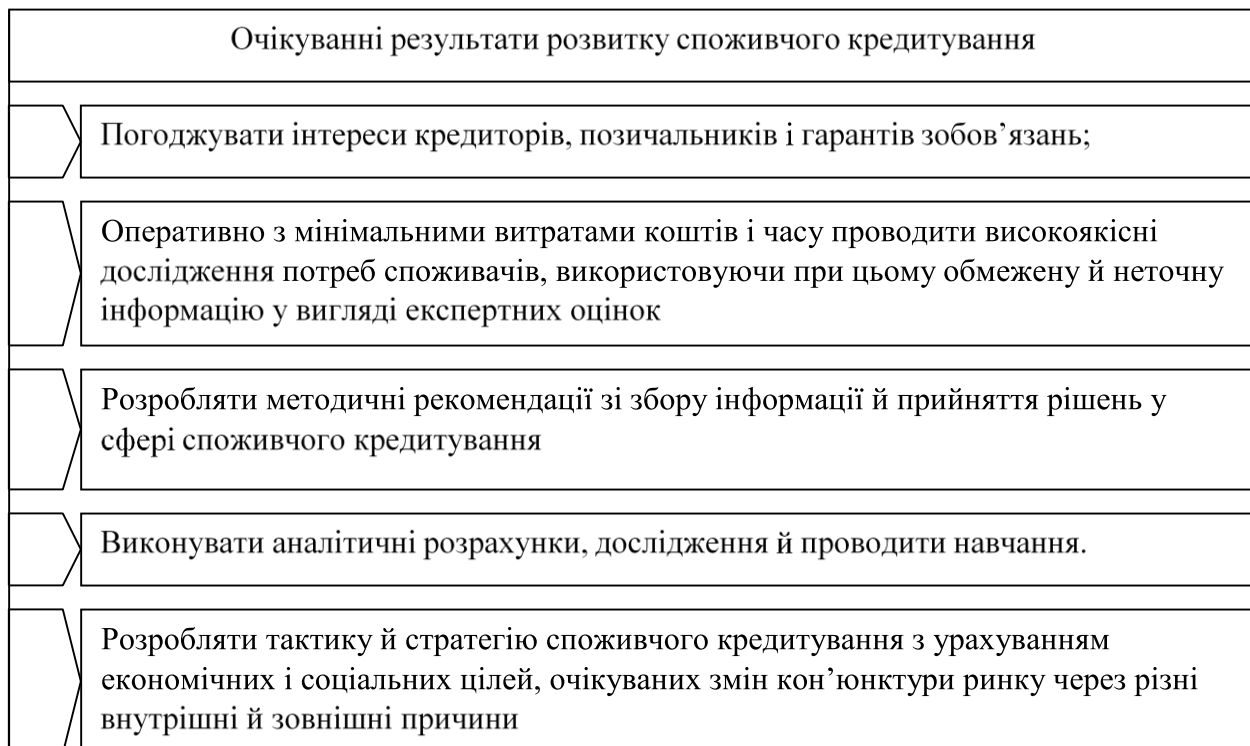 Очікуванні результати розвитку споживчого кредитування
Погоджувати інтереси кредиторів, позичальників і гарантів зобов’язань;
Оперативно з мінімальними витратами коштів і часу проводити високоякісні
дослідження потреб споживачів, використовуючи при цьому обмежену й неточну
інформацію у вигляді експертних оцінок
Розробляти методичні рекомендації зі збору інформації й прийняття рішень у
сфері споживчого кредитування
Виконувати аналітичні розрахунки, дослідження й проводити навчання.
Розробляти тактику й стратегію споживчого кредитування з урахуванням
економічних і соціальних цілей, очікуваних змін кон’юнктури ринку через різні
внутрішні й зовнішні причини